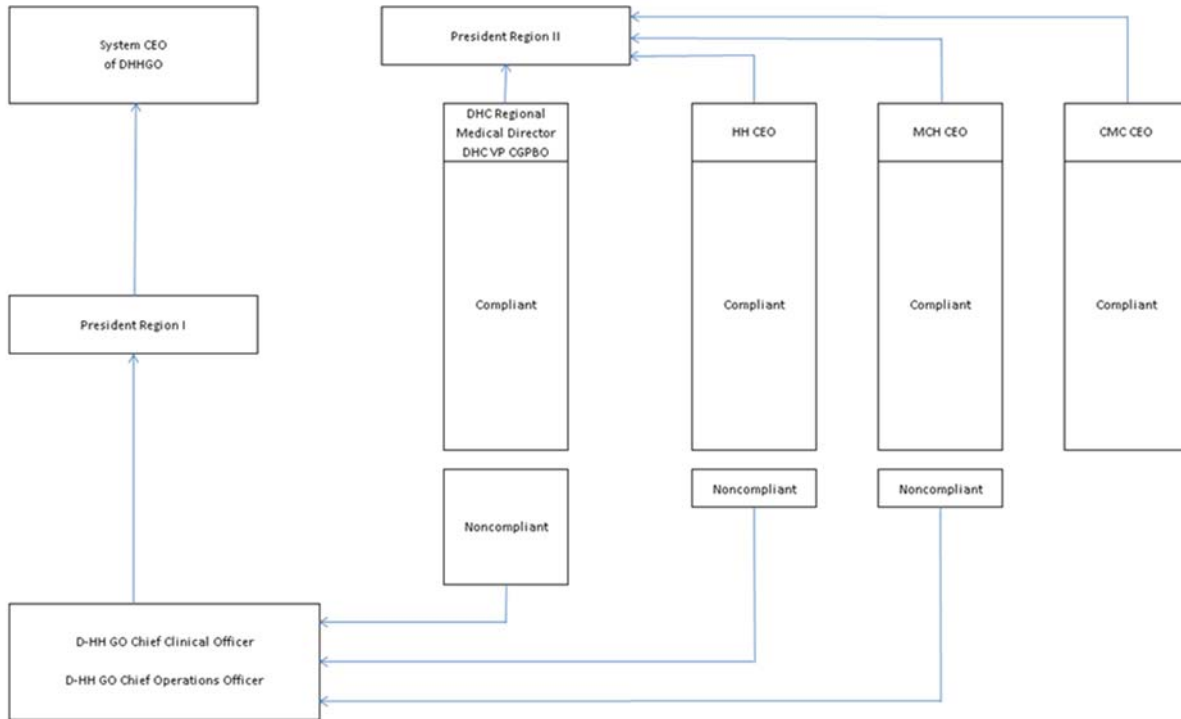 System CEO
of DHHGO
President Region II
DHC Regional
Medical Director
DHC VP CGPBO
HH CEO
MCH CEO
CMC CEO
Compliant
Compliant
Compliant
Compliant
President Region I
Noncompliant
Noncompliant
Noncompliant
D-HH GO Chief Clinical Officer
D-HH GO Chief Operations Officer